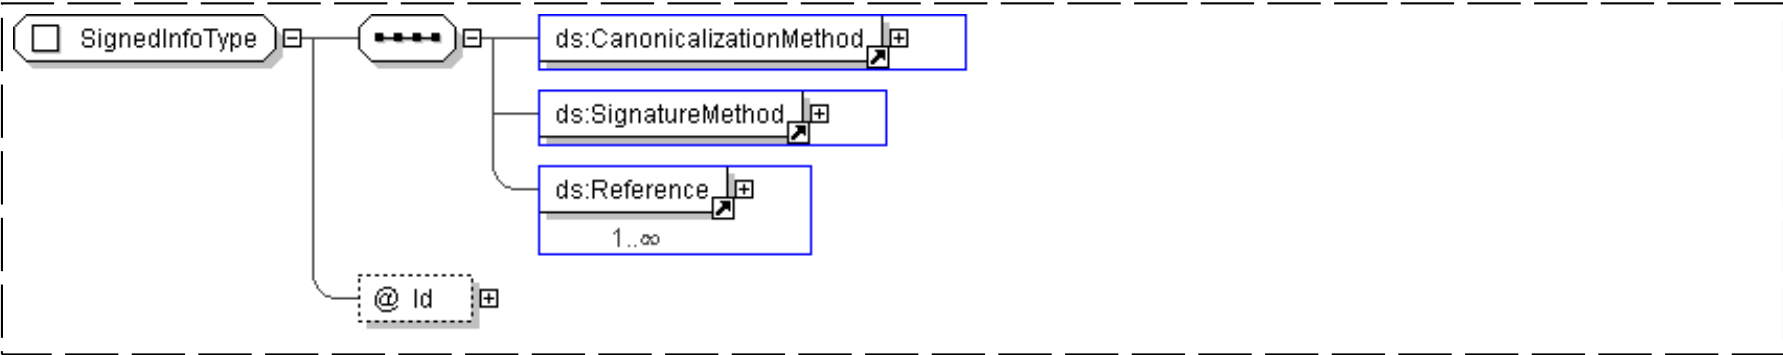 SignedInfoType
ds:CanonicalizationMethod
ds:SignatureMethod
ds:Reference
1..∞
@ Id